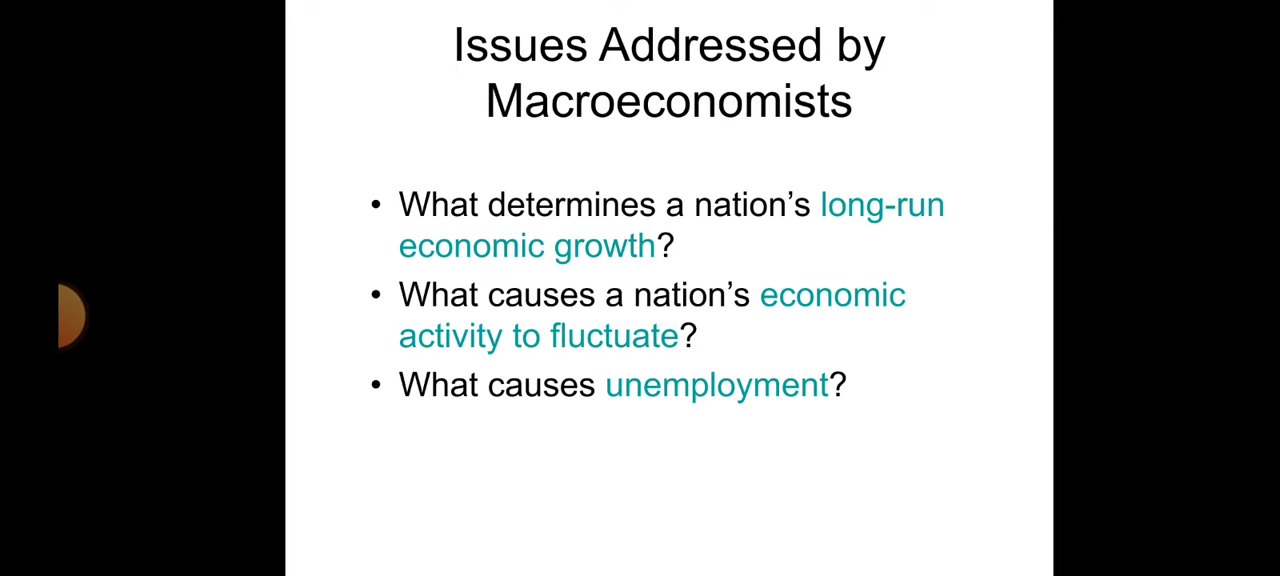 Issues Addressed by
Macroeconomists
• What determines a nation’s long-run
economic growth?
• What causes a nation’s economic
activity to fluctuate?
• What causes unemployment?